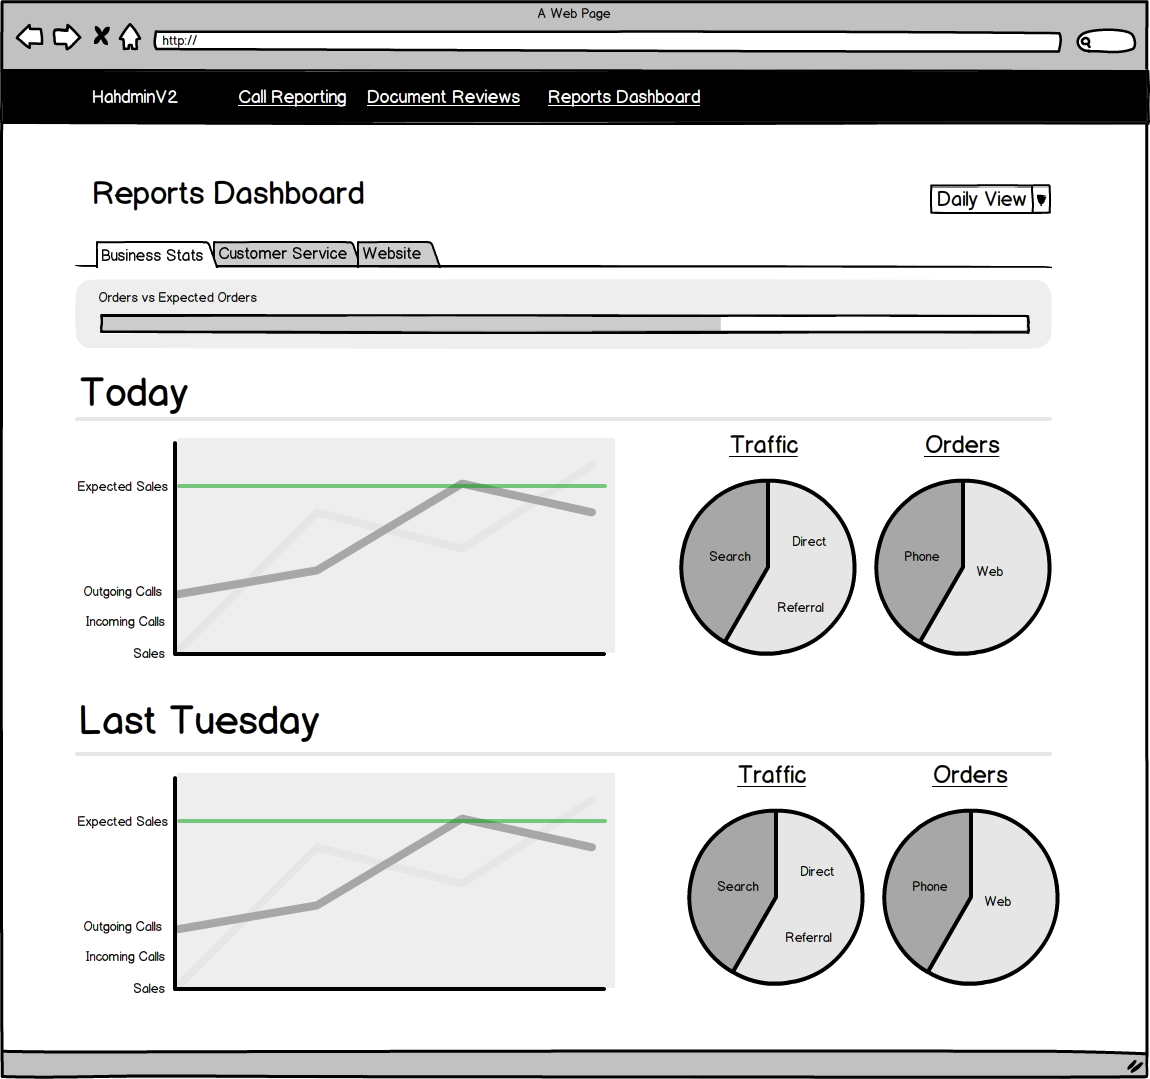 A Web Page
http://
HahdminV2 Call Reporting Document Reviews Reports Dashboard
Reports Dashboard
Daily View
Business Stats Customer Service Website
Orders vs Expected Orders
Today
Traffic Orders
Expected Sales
Outgoing Calls
Incoming Calls
Sales
Search Direct
Referral
Phone Web
Last Tuesday
Traffic Orders
Expected Sales
Outgoing Calls
Incoming Calls
Sales
Search Direct
Referral
Phone Web